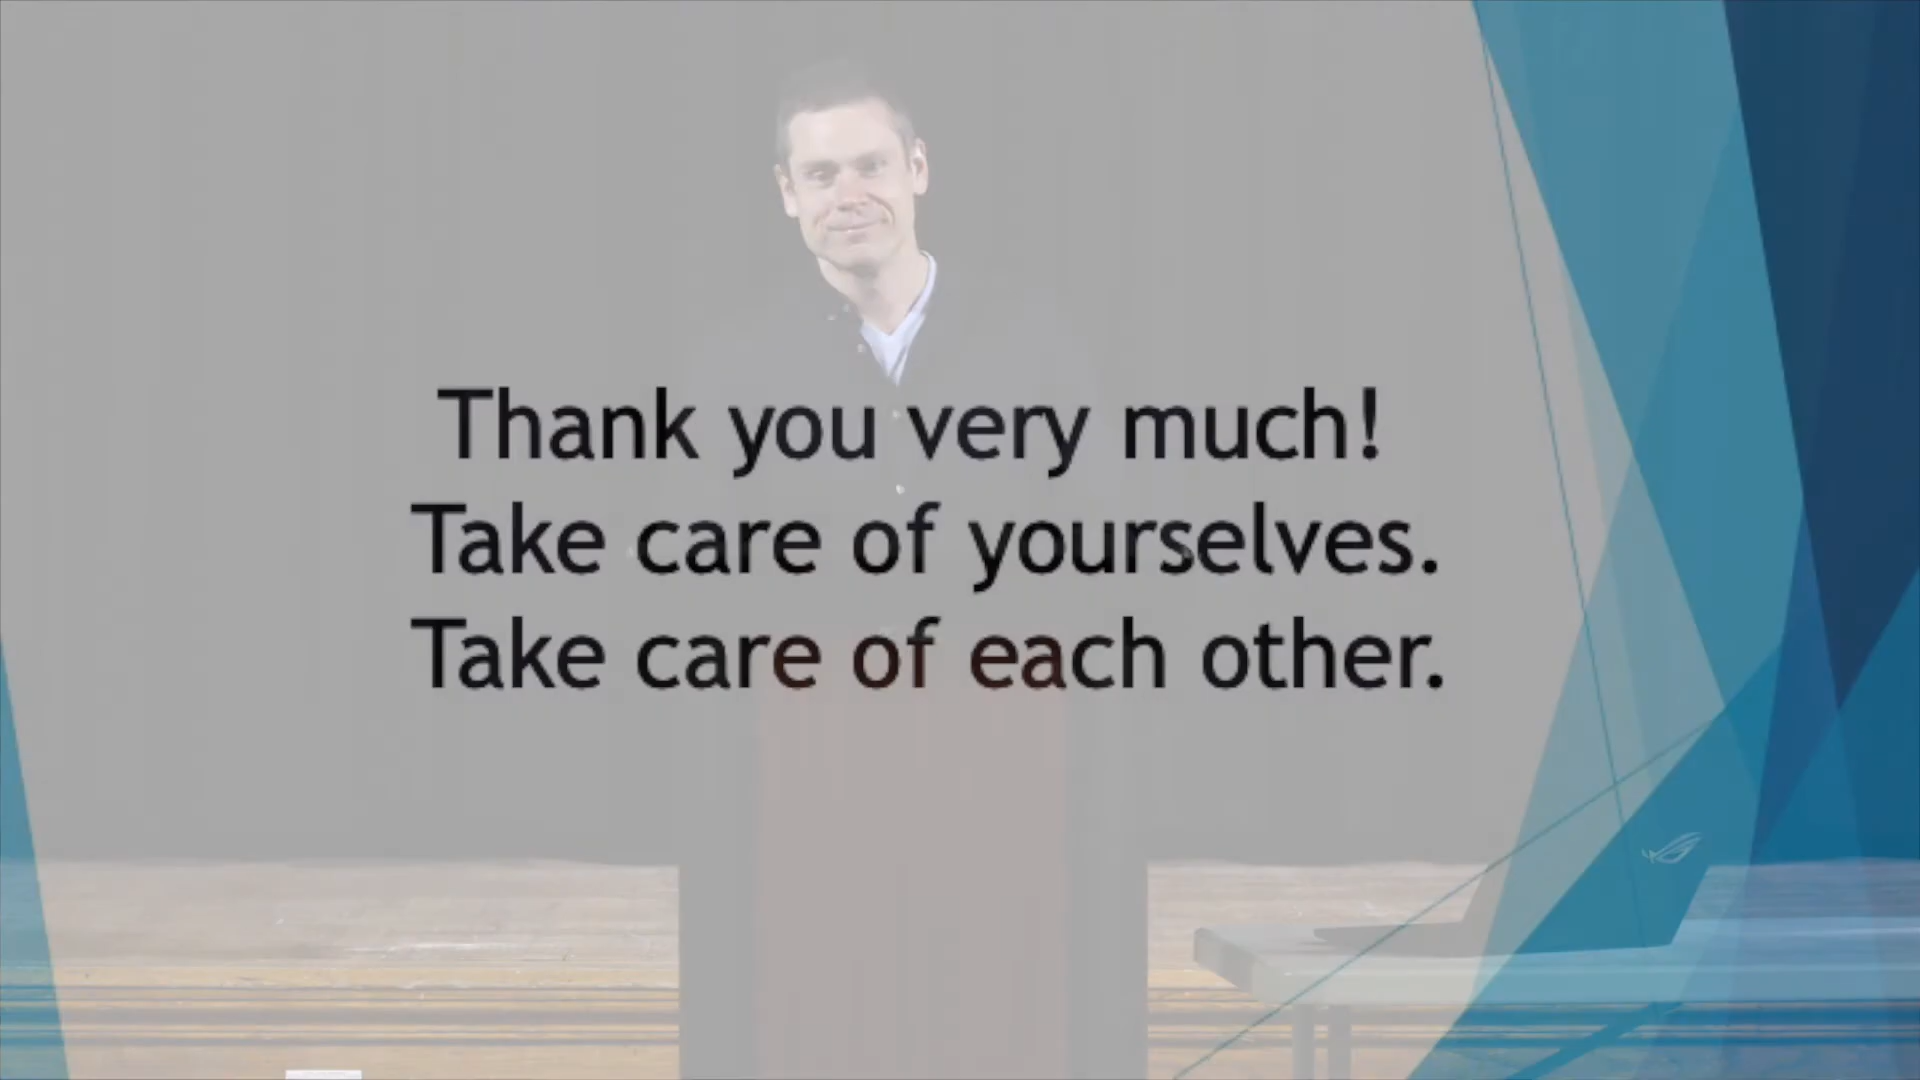 Thank you very much!
Take care of yourselves.
Take care of each other.